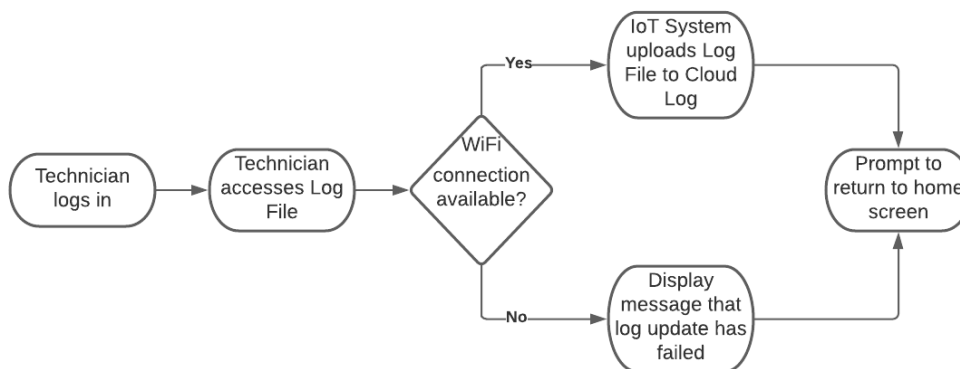 Technician
logs in
Technician
accesses Log
File
WiFi
connection
available?
Yes
IoT System
uploads Log
File to Cloud
Log
No
Display
message that
log update has
failed
Prompt to
return to home
screen